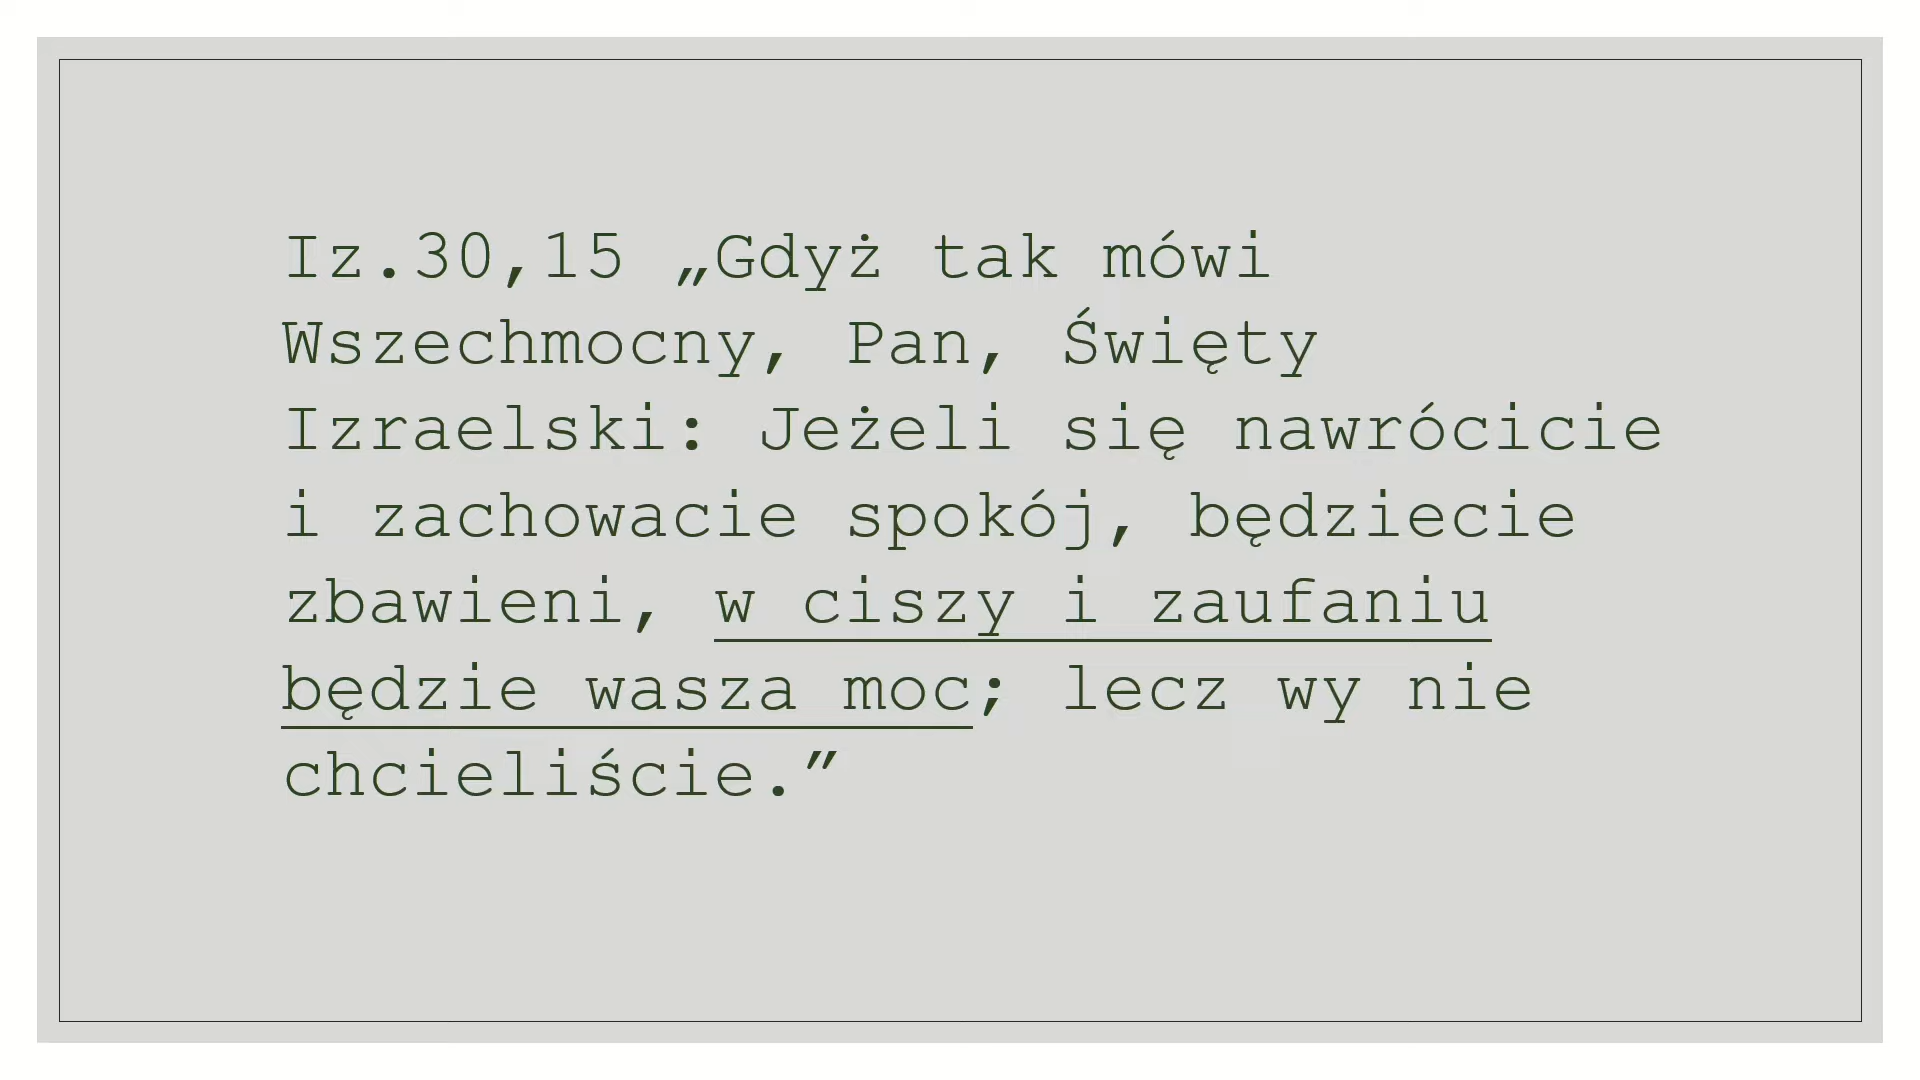 Iz.30,15 „Gdyż tak mówi
Wszechmocny, Pan, Święty
Izraelski: Jeżeli się nawrócicie
i zachowacie spokój, będziecie
zbawieni, w ciszy i zaufaniu
będzie wasza moc; lecz wy nie
chcieliście.”